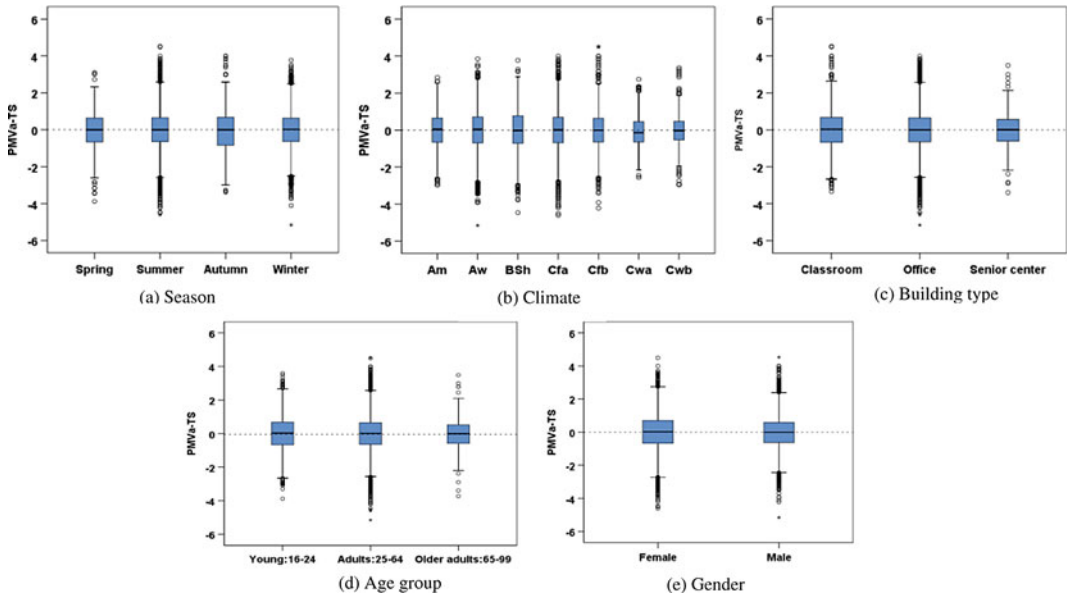 6
4
2
0
-2
-4
-6
PMVa-TS
Spring Summer Autumn Winter
(a) Season
6
4
2
0
-2
-4
-6
PMVa-TS
Am Aw BSh Cfa Cfb Cwa Cwb
(b) Climate
6
4
2
0
-2
-4
-6
PMVa-TS
Classroom Office Senior center
(c) Building type
6
4
2
0
-2
-4
-6
PMVa-TS
Young:16-24 Adults:25-64 Older adults:65-99
(d) Age group
6
4
2
0
-2
-4
-6
PMVa-TS
Female Male
(e) Gender